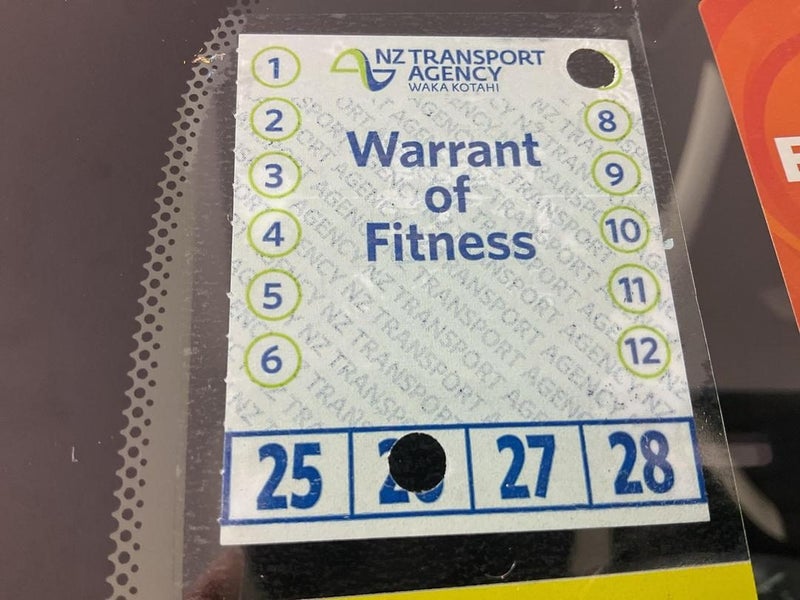 1
NZ TRANSPORT
AGENCY
WAKA KOTAHI
2
8
Warrant
of
Fitness
3
9
4
10
5
11
6
12
25
27
28